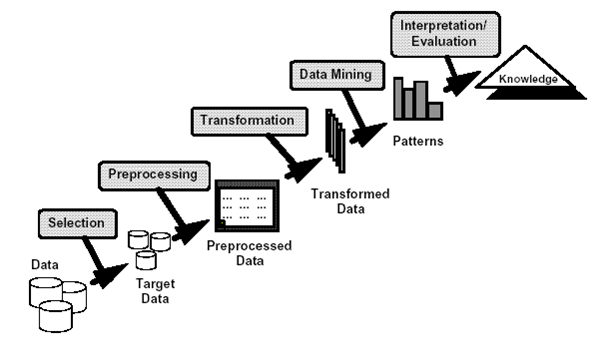 Interpretation/
Evaluation
Data Mining
Knowledge
Transformation
Patterns
Preprocessing
Transformed
Data
Preprocessed
Data
Selection
Data
Target
Data